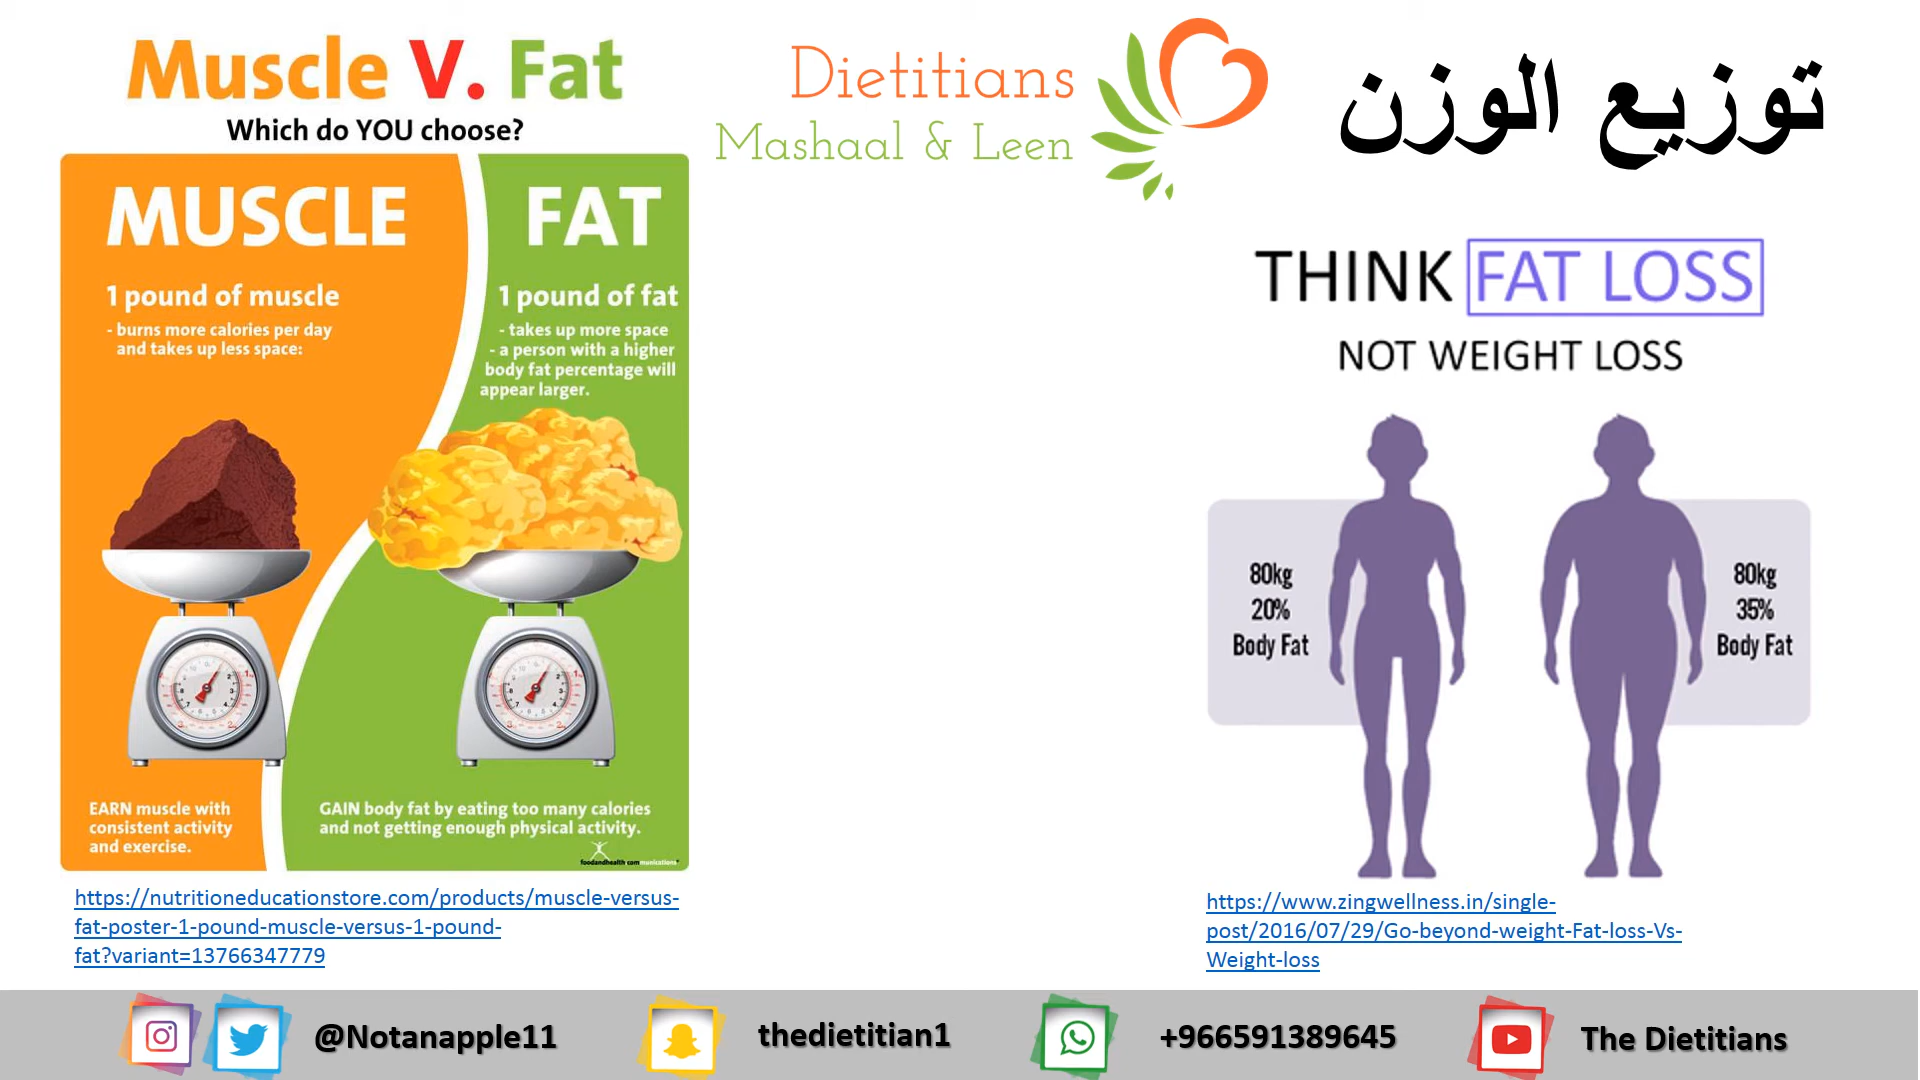 Muscle V. Fat
Which do YOU choose?
MUSCLE
1 pound of muscle
- burns more calories per day
and takes up less space:
FAT
1 pound of fat
- takes up more space
- a person with a higher
body fat percentage will
appear larger.
EARN muscle with
consistent activity
and exercise.
GAIN body fat by eating too many calories
and not getting enough physical activity.
foodandhealth communications
https://nutritioneducationstore.com/products/muscle-versus-
fat-poster-1-pound-muscle-versus-1-pound-
fat?variant=13766347779
Dietitians
Mashaal & Leen
توزيع الوزن
THINK FAT LOSS
NOT WEIGHT LOSS
80kg
20%
Body Fat
80kg
35%
Body Fat
https://www.zingwellness.in/single-
post/2016/07/29/Go-beyond-weight-Fat-loss-Vs-
Weight-loss
@Notanapple11
thedietitian1
+966591389645
The Dietitians